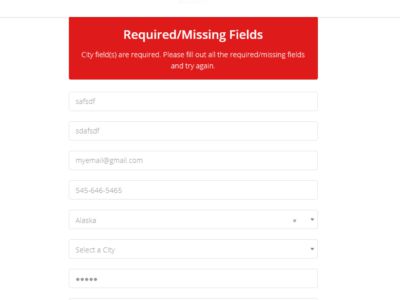 Required/Missing Fields
City field(s) are required. Please fill out all the required/missing fields
and try again.
safsdf
sdafsdf
myemail@gmail.com
545-646-5465
Alaska
Select a City